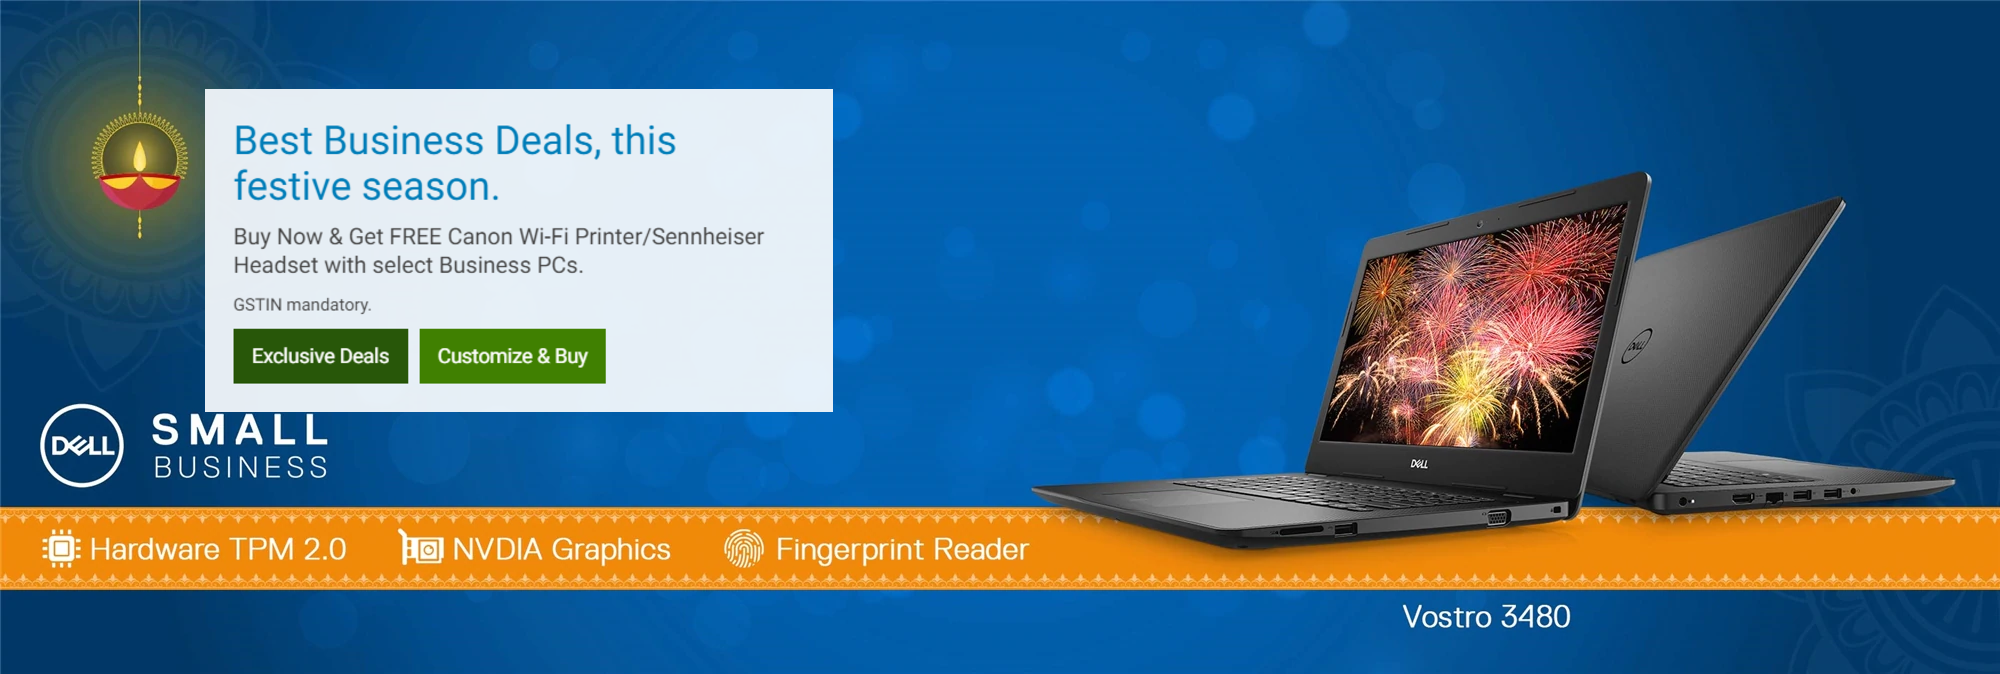 Best Business Deals, this
festive season.
Buy Now & Get FREE Canon Wi-Fi Printer/Sennheiser
Headset with select Business PCs.
GSTIN mandatory.
Exclusive Deals
Customize & Buy
DELL
SMALL
BUSINESS
DELL
DELL
Hardware TPM 2.0
NVDIA Graphics
Fingerprint Reader
Vostro 3480